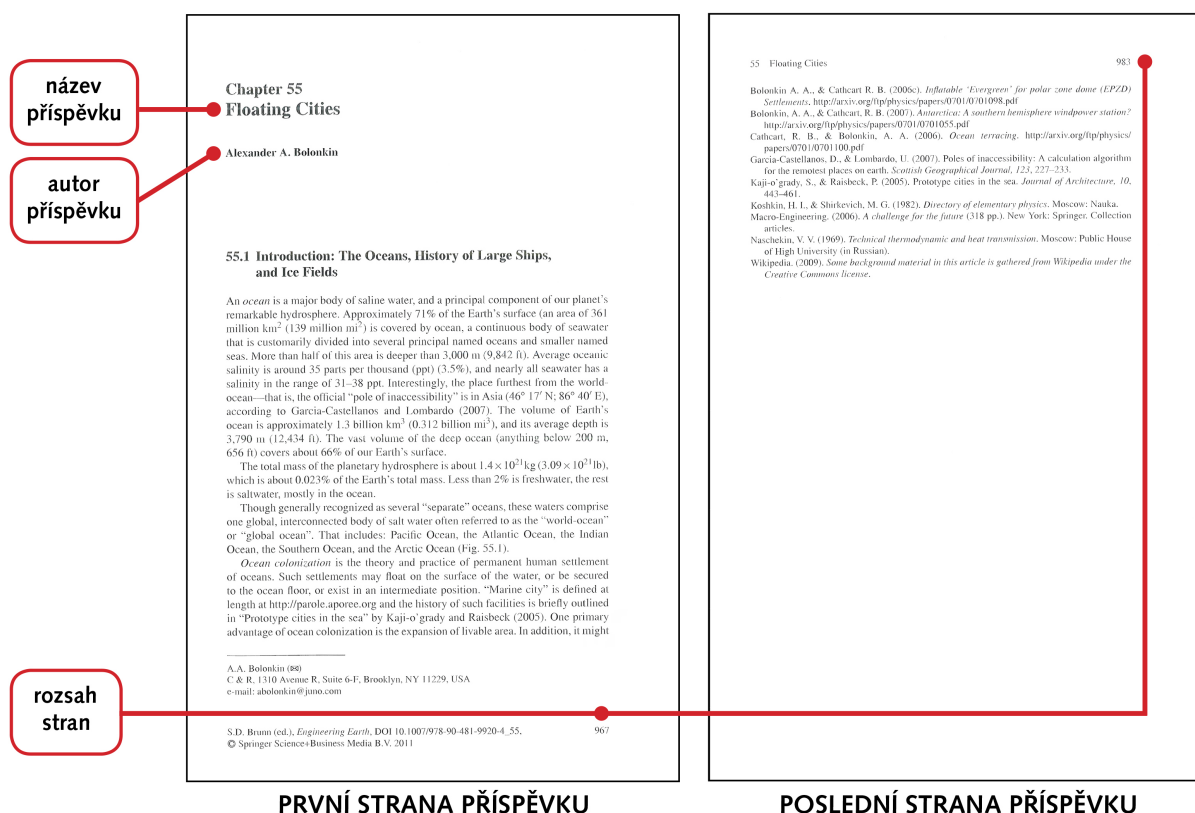 název
příspěvku
autor
příspěvku
rozsah
stran
Chapter 55
Floating Cities
Alexander A. Bolonkin
55.1 Introduction: The Oceans, History of Large Ships,
and Ice Fields
An ocean is a major body of saline water, and a principal component of our planet's
remarkable hydrosphere. Approximately 71% of the Earth's surface (an area of 361
million km² (139 million mi²) is covered by ocean, a continuous body of seawater
that is customarily divided into several principal named oceans and smaller named
seas. More than half of this area is deeper than 3,000 m (9,842 ft). Average oceanic
salinity is around 35 parts per thousand (ppt) (3.5%), and nearly all seawater has a
salinity in the range of 31–38 ppt. Interestingly, the place furthest from the world-
ocean—that is, the official "pole of inaccessibility" is in Asia (46° 17′ N; 86° 40′ E),
according to Garcia-Castellanos and Lombardo (2007). The volume of Earth's
ocean is approximately 1.3 billion km³ (0.312 billion mi³), and its average depth is
3,790 m (12,434 ft). The vast volume of the deep ocean (anything below 200 m,
656 ft) covers about 66% of our Earth's surface.
The total mass of the planetary hydrosphere is about 1.4 × 10²¹ kg (3.09 × 10²¹ lb),
which is about 0.023% of the Earth's total mass. Less than 2% is freshwater, the rest
is saltwater, mostly in the ocean.
Though generally recognized as several "separate" oceans, these waters comprise
one global, interconnected body of salt water often referred to as the "world-ocean"
or "global ocean". That includes: Pacific Ocean, the Atlantic Ocean, the Indian
Ocean, the Southern Ocean, and the Arctic Ocean (Fig. 55.1).
Ocean colonization is the theory and practice of permanent human settlement
of oceans. Such settlements may float on the surface of the water, or be secured
to the ocean floor, or exist in an intermediate position. "Marine city" is defined at
length at http://parole.aporee.org and the history of such facilities is briefly outlined
in "Prototype cities in the sea" by Kaji-o'grady and Raisbeck (2005). One primary
advantage of ocean colonization is the expansion of livable area. In addition, it might
A.A. Bolonkin (✉)
C & R, 1310 Avenue R, Suite 6-F, Brooklyn, NY 11229, USA
e-mail: abolonkin@juno.com
S.D. Brunn (ed.), Engineering Earth, DOI 10.1007/978-90-481-9920-4_55.
© Springer Science+Business Media B.V. 2011
967
PRVNÍ STRANA PŘÍSPĚVKU
55 Floating Cities
983
Bolonkin A. A., & Cathcart R. B. (2006c). Inflatable 'Evergreen' for polar zone dome (EPZD)
Settlements. http://arxiv.org/ftp/physics/papers/0701/0701098.pdf
Bolonkin, A. A., & Cathcart, R. B. (2007). Antarctica: A southern hemisphere windpower station?
http://arxiv.org/ftp/physics/papers/0701/0701055.pdf
Cathcart, R. B., & Bolonkin, A. A. (2006). Ocean terracing. http://arxiv.org/ftp/physics/
papers/0701/0701100.pdf
Garcia-Castellanos, D., & Lombardo, U. (2007). Poles of inaccessibility: A calculation algorithm
for the remotest places on earth. Scottish Geographical Journal, 123, 227–233.
Kaji-o'grady, S., & Raisbeck, P. (2005). Prototype cities in the sea. Journal of Architecture, 10,
443–461.
Koshkin, H. I., & Shirkevich, M. G. (1982). Directory of elementary physics. Moscow: Nauka.
Macro-Engineering. (2006). A challenge for the future (318 pp.). New York: Springer. Collection
articles.
Naschekin, V. V. (1969). Technical thermodynamic and heat transmission. Moscow: Public House
of High University (in Russian).
Wikipedia. (2009). Some background material in this article is gathered from Wikipedia under the
Creative Commons license.
POSLEDNÍ STRANA PŘÍSPĚVKU